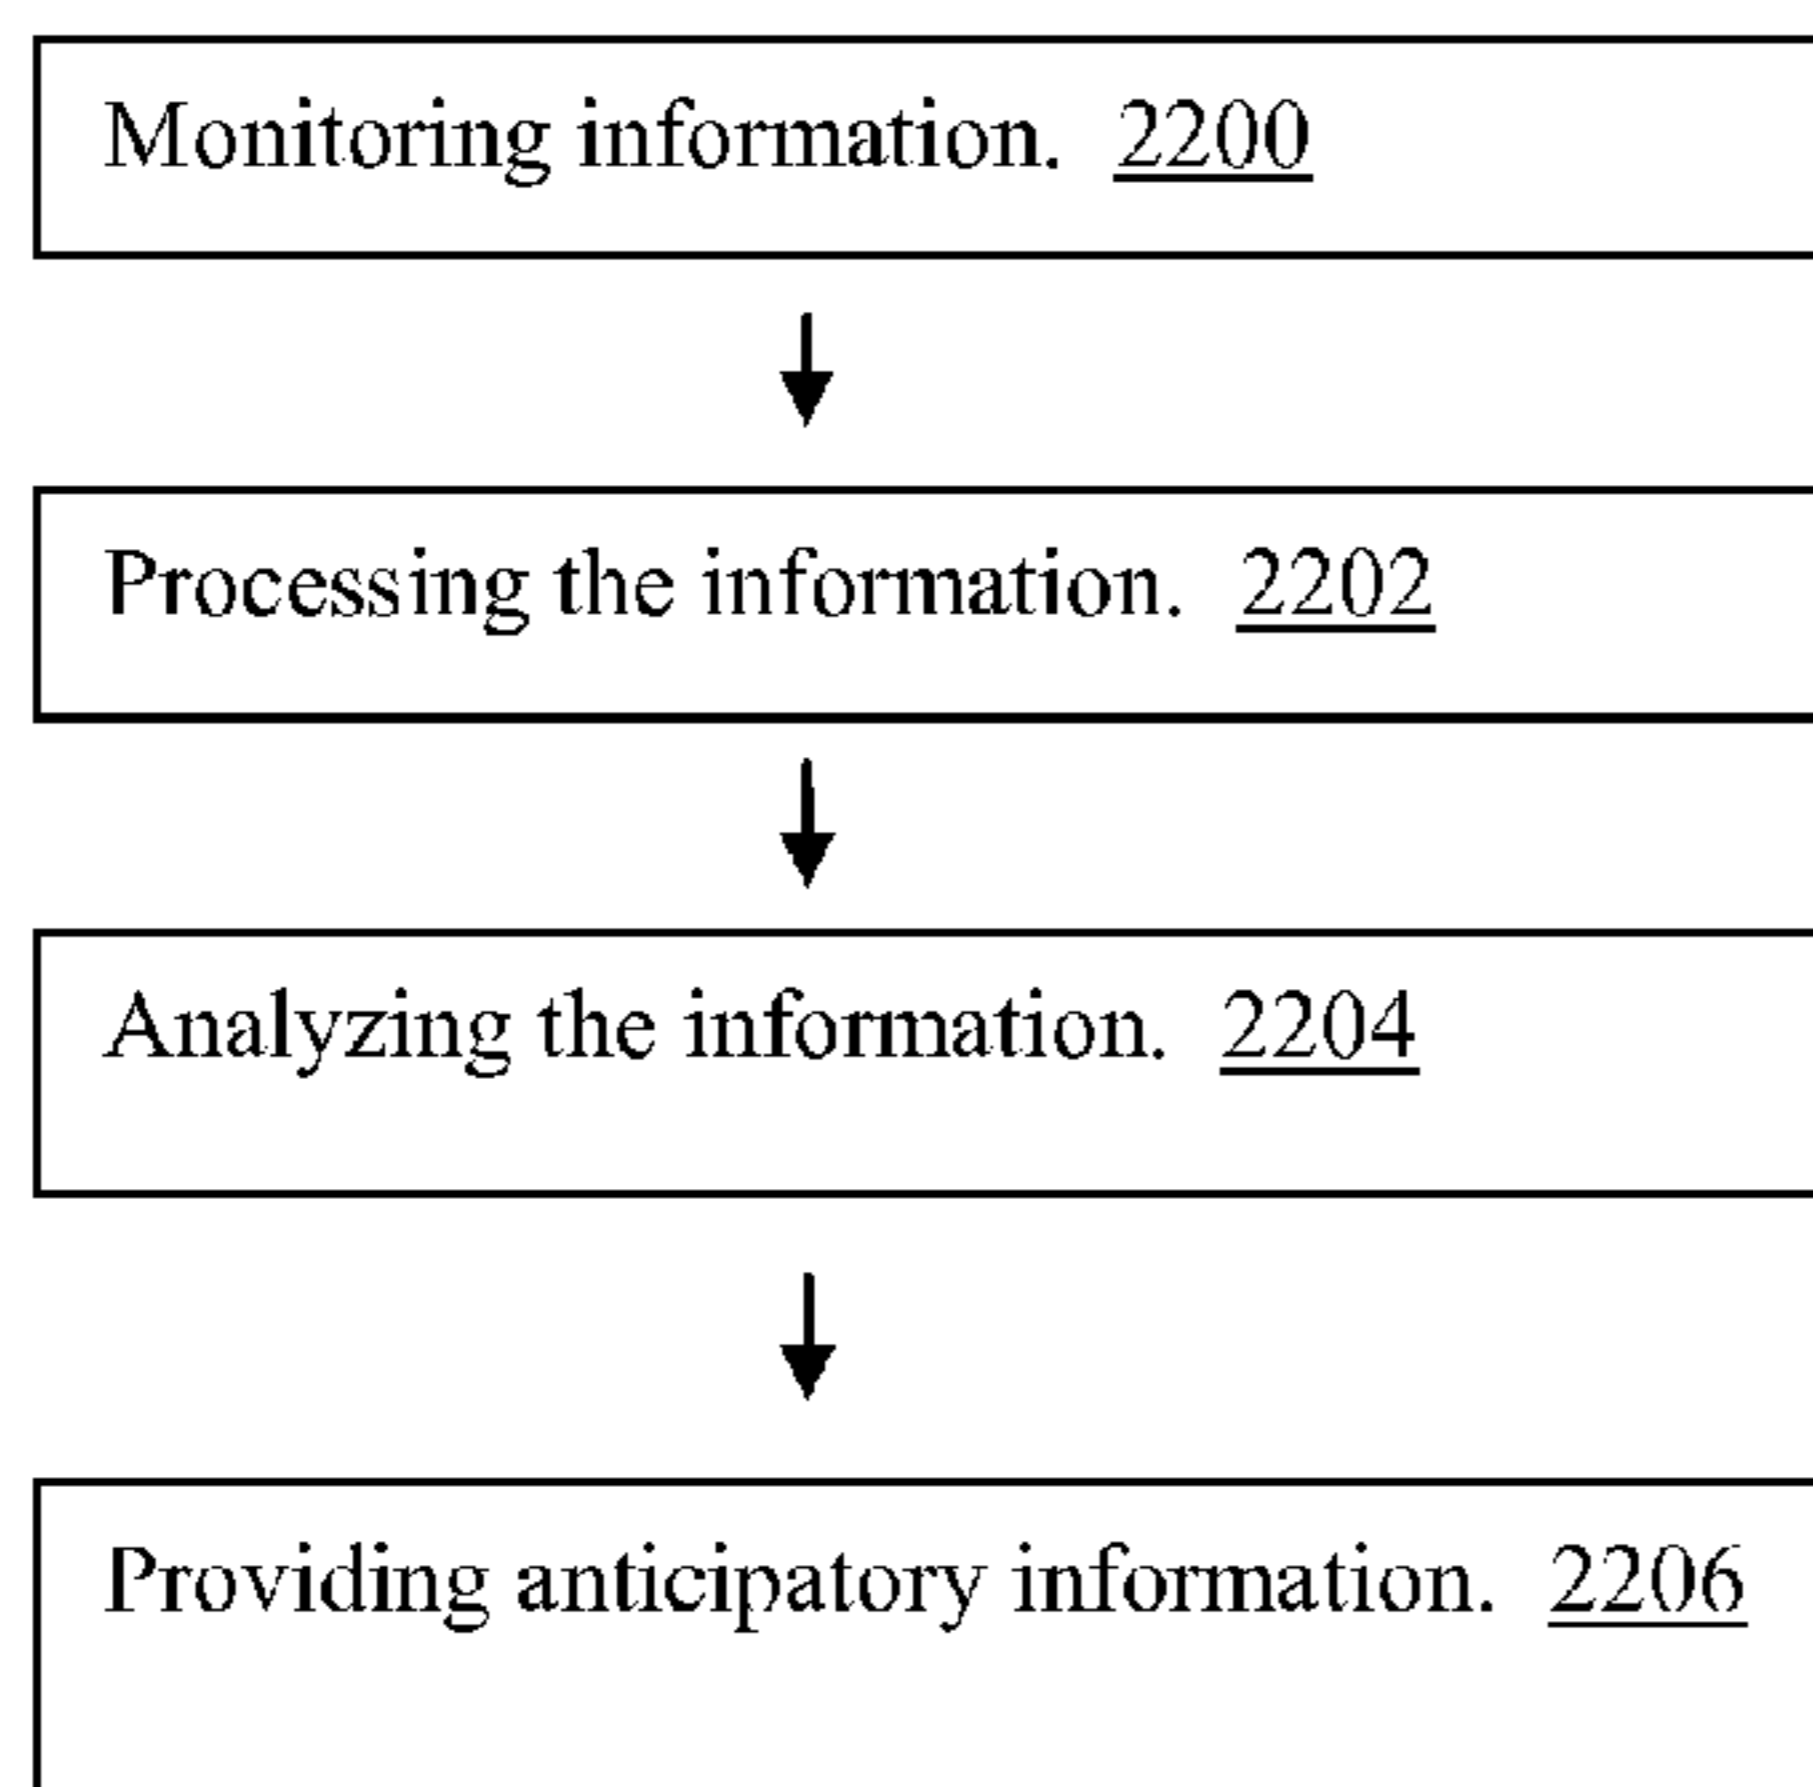 Monitoring information. 2200
Processing the information. 2202
Analyzing the information. 2204
Providing anticipatory information. 2206